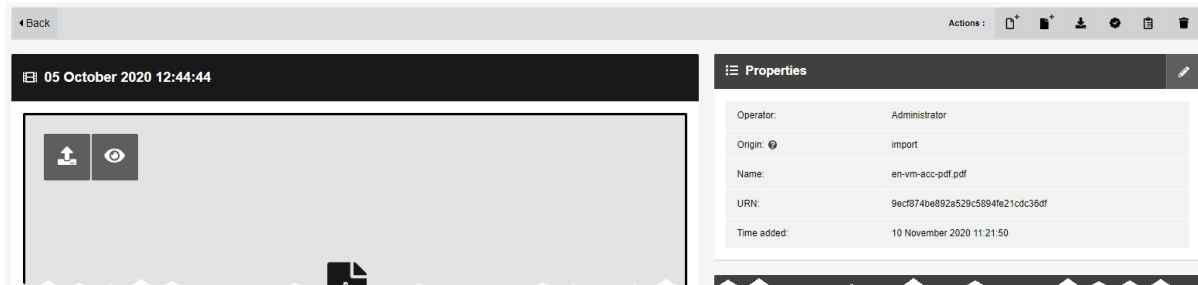 Back
Actions :
05 October 2020 12:44:44
Properties
Operator: Administrator
Origin: import
Name: en-vm-acc-pdf.pdf
URN: 9ecf874be892a529c5894fe21cdc36df
Time added: 10 November 2020 11:21:50